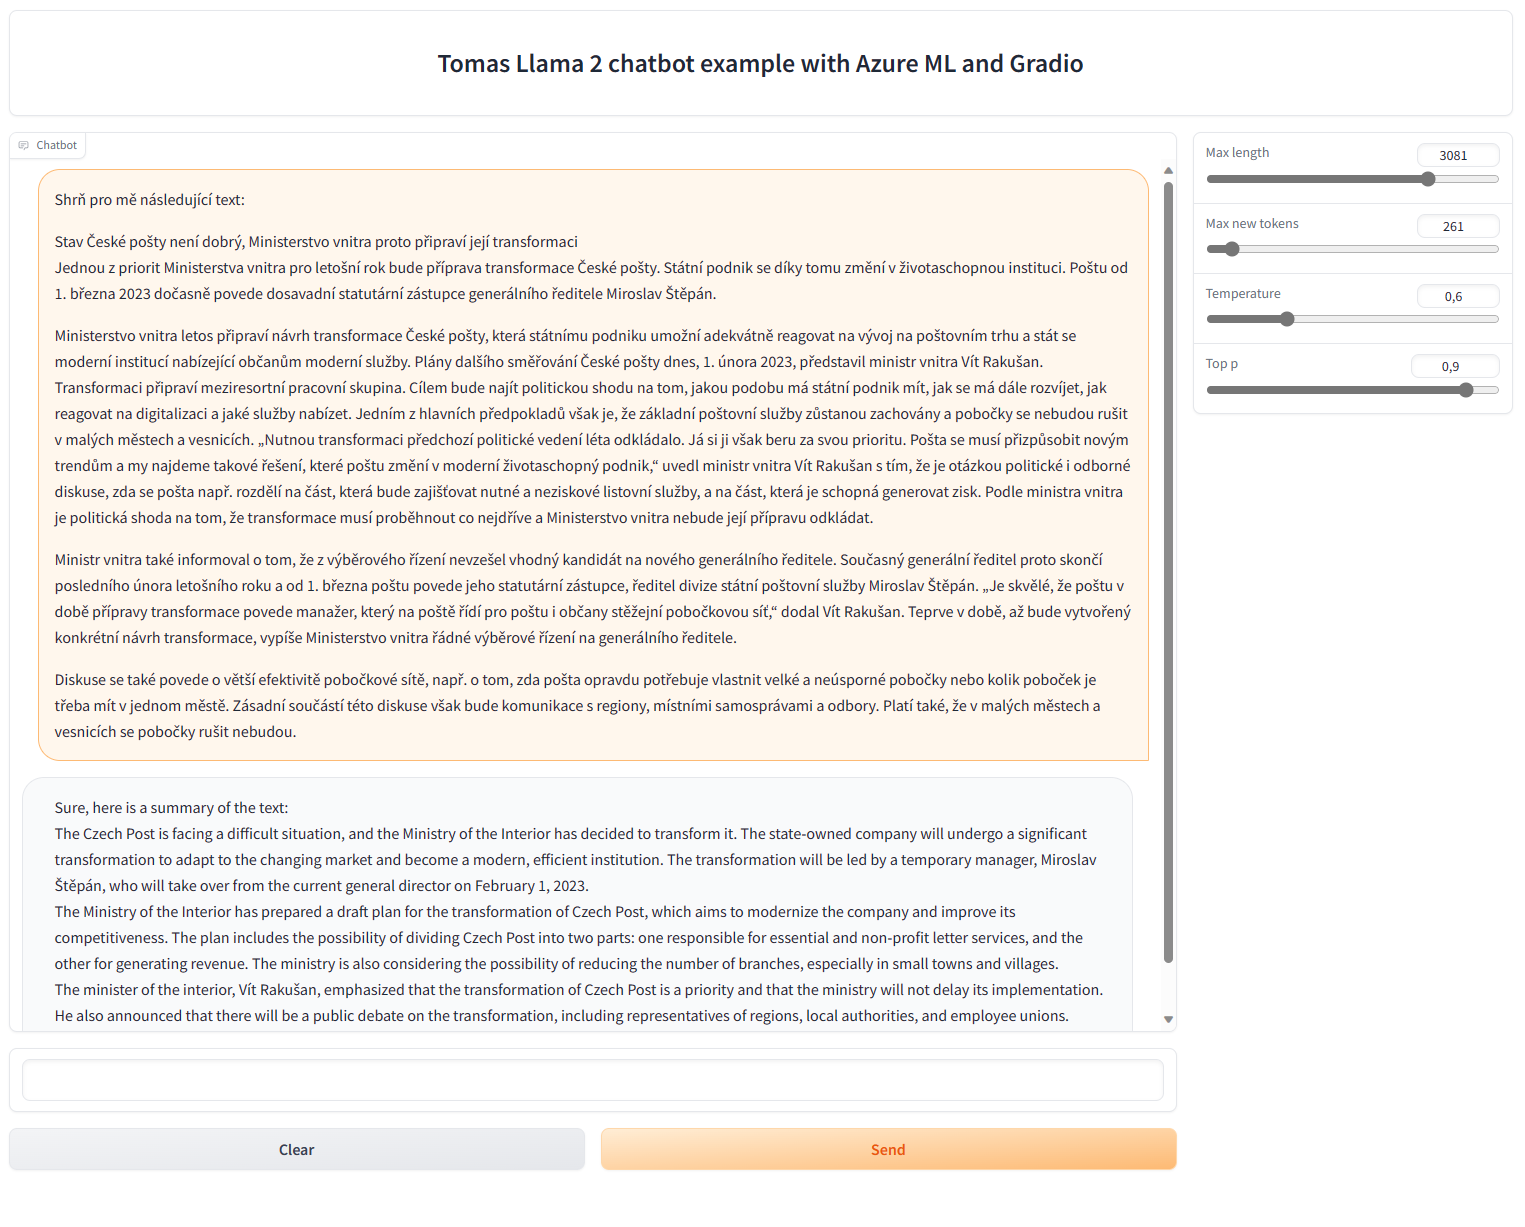 Tomas Llama 2 chatbot example with Azure ML and Gradio
Chatbot
Shrň pro mě následující text:
Stav České pošty není dobrý, Ministerstvo vnitra proto připraví její transformaci
Jednou z priorit Ministerstva vnitra pro letošní rok bude příprava transformace České pošty. Státní podnik se díky tomu změní v životaschopnou instituci. Poštu od
1. března 2023 dočasně povede dosavadní statutární zástupce generálního ředitele Miroslav Štěpán.
Ministerstvo vnitra letos připraví návrh transformace České pošty, která státnímu podniku umožní adekvátně reagovat na vývoj na poštovním trhu a stát se
moderní institucí nabízející občanům moderní služby. Plány dalšího směřování České pošty dnes, 1. února 2023, představil ministr vnitra Vít Rakušan.
Transformaci připraví meziresortní pracovní skupina. Cílem bude najít politickou shodu na tom, jakou podobu má státní podnik mít, jak se má dále rozvíjet, jak
reagovat na digitalizaci a jaké služby nabízet. Jedním z hlavních předpokladů však je, že základní poštovní služby zůstanou zachovány a pobočky se nebudou rušit
v malých městech a vesnicích. „Nutnou transformaci předchozí politické vedení léta odkládalo. Já si ji však beru za svou prioritu. Pošta se musí přizpůsobit novým
trendům a my najdeme takové řešení, které poštu změní v moderní životaschopný podnik,“ uvedl ministr vnitra Vít Rakušan s tím, že je otázkou politické i odborné
diskuse, zda se pošta např. rozdělí na část, která bude zajišťovat nutné a neziskové listovní služby, a na část, která je schopná generovat zisk. Podle ministra vnitra
je politická shoda na tom, že transformace musí proběhnout co nejdříve a Ministerstvo vnitra nebude její přípravu odkládat.
Ministr vnitra také informoval o tom, že z výběrového řízení nevzešel vhodný kandidát na nového generálního ředitele. Současný generální ředitel proto skončí
posledního února letošního roku a od 1. března poštu povede jeho statutární zástupce, ředitel divize státní poštovní služby Miroslav Štěpán. „Je skvělé, že poštu v
době přípravy transformace povede manažer, který na poště řídí pro poštu i občany stěžejní pobočkovou síť,“ dodal Vít Rakušan. Teprve v době, až bude vytvořený
konkrétní návrh transformace, vypíše Ministerstvo vnitra řádné výběrové řízení na generálního ředitele.
Diskuse se také povede o větší efektivitě pobočkové sítě, např. o tom, zda pošta opravdu potřebuje vlastnit velké a neúsporné pobočky nebo kolik poboček je
třeba mít v jednom městě. Zásadní součástí této diskuse však bude komunikace s regiony, místními samosprávami a odbory. Platí také, že v malých městech a
vesnicích se pobočky rušit nebudou.
Sure, here is a summary of the text:
The Czech Post is facing a difficult situation, and the Ministry of the Interior has decided to transform it. The state-owned company will undergo a significant
transformation to adapt to the changing market and become a modern, efficient institution. The transformation will be led by a temporary manager, Miroslav
Štěpán, who will take over from the current general director on February 1, 2023.
The Ministry of the Interior has prepared a draft plan for the transformation of Czech Post, which aims to modernize the company and improve its
competitiveness. The plan includes the possibility of dividing Czech Post into two parts: one responsible for essential and non-profit letter services, and the
other for generating revenue. The ministry is also considering the possibility of reducing the number of branches, especially in small towns and villages.
The minister of the interior, Vít Rakušan, emphasized that the transformation of Czech Post is a priority and that the ministry will not delay its implementation.
He also announced that there will be a public debate on the transformation, including representatives of regions, local authorities, and employee unions.
Clear
Send
Max length
3081
Max new tokens
261
Temperature
0,6
Top p
0,9